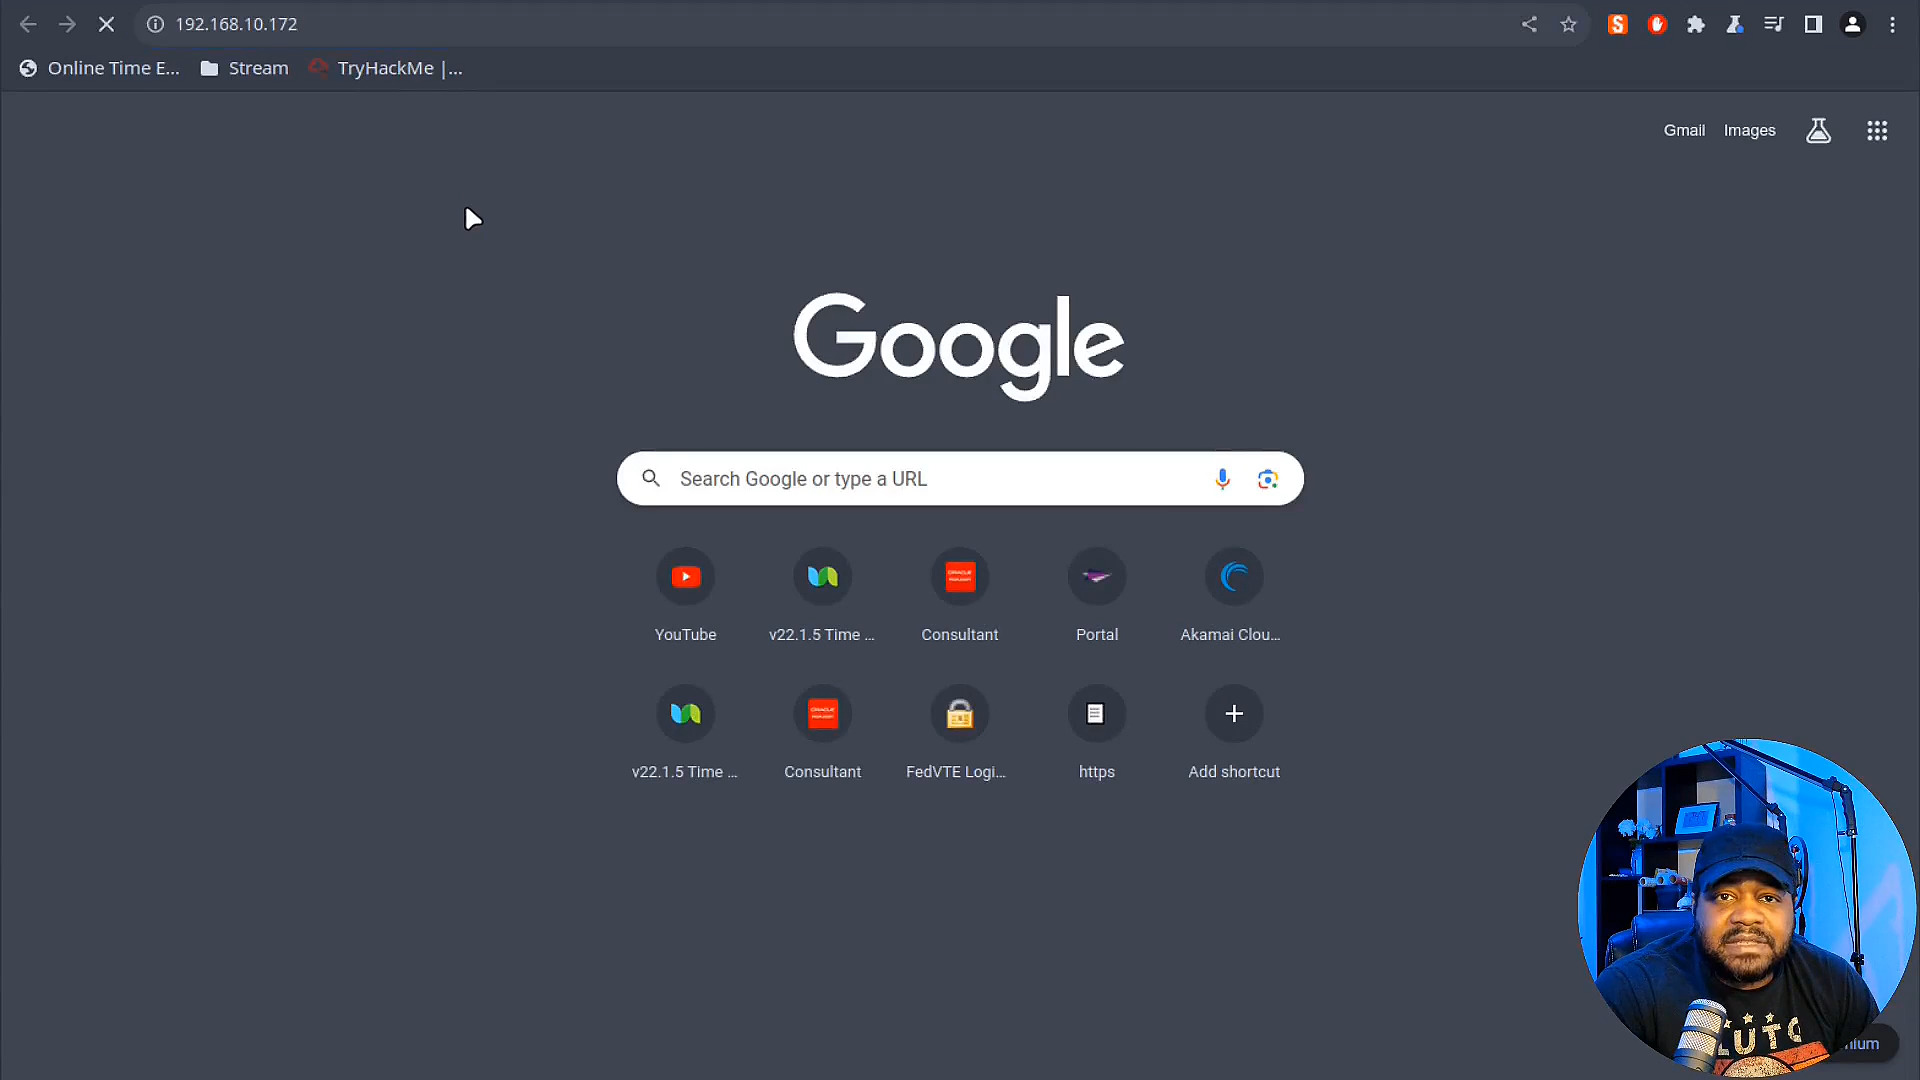 192.168.10.172
Online Time E...
Stream
TryHackMe |...
Gmail
Images
Google
Search Google or type a URL
YouTube
v22.1.5 Time ...
Consultant
Portal
Akamai Clou...
v22.1.5 Time ...
Consultant
FedVTE Logi...
https
Add shortcut